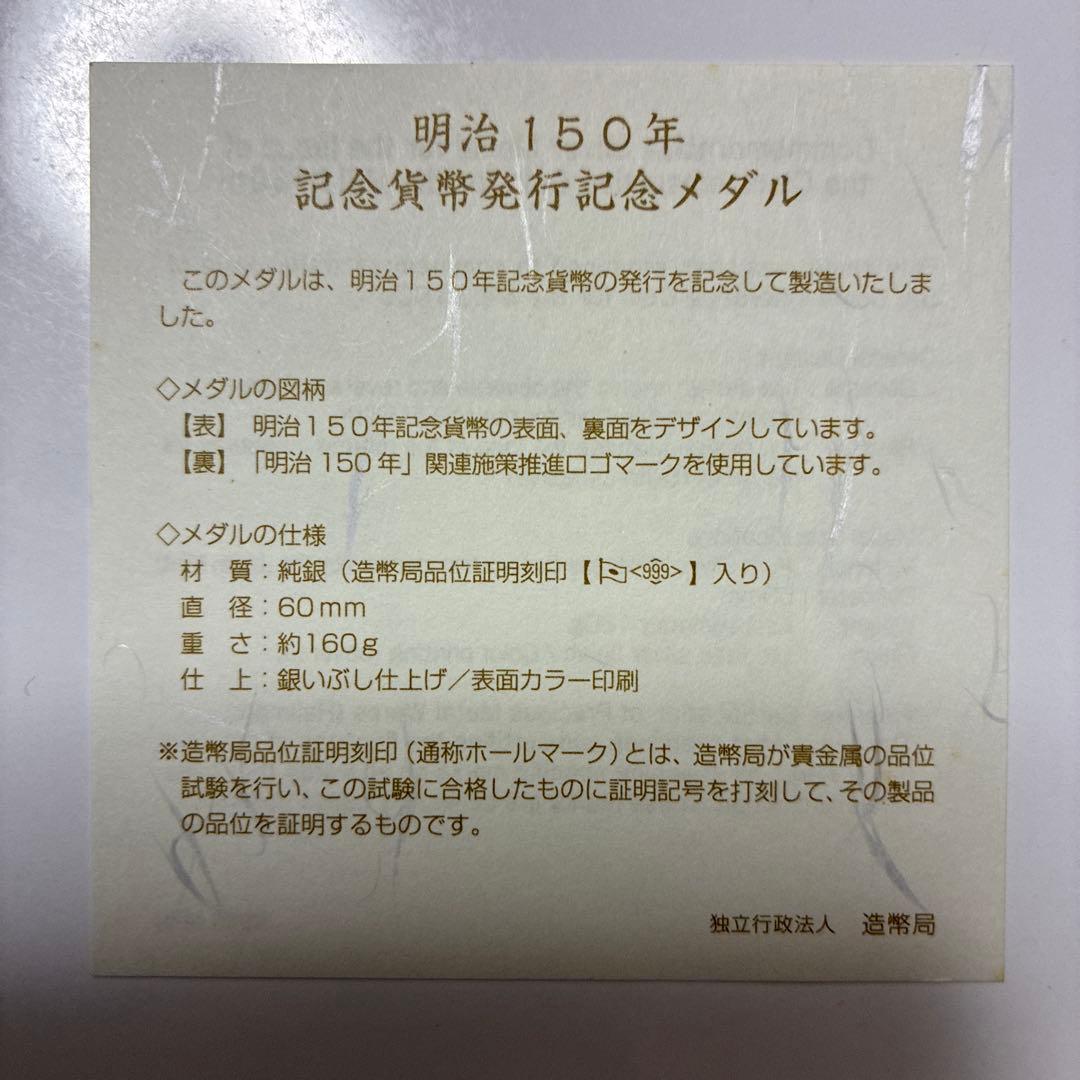 明治１５０年
記念貨幣発行記念メダル
このメダルは、明治１５０年記念貨幣の発行を記念して製造いたしま
した。
◇メダルの図柄
【表】 明治１５０年記念貨幣の表面、裏面をデザインしています。
【裏】「明治 150 年」関連施策推進ロゴマークを使用しています。
◇メダルの仕様
材　質：純銀（造幣局品位証明刻印【<999>】入り）
直　径：60mm
重　さ：約160ｇ
仕　上：銀いぶし仕上げ／表面カラー印刷
※造幣局品位証明刻印（通称ホールマーク）とは、造幣局が貴金属の品位
試験を行い、この試験に合格したものに証明記号を打刻して、その製品
の品位を証明するものです。
独立行政法人　造幣局